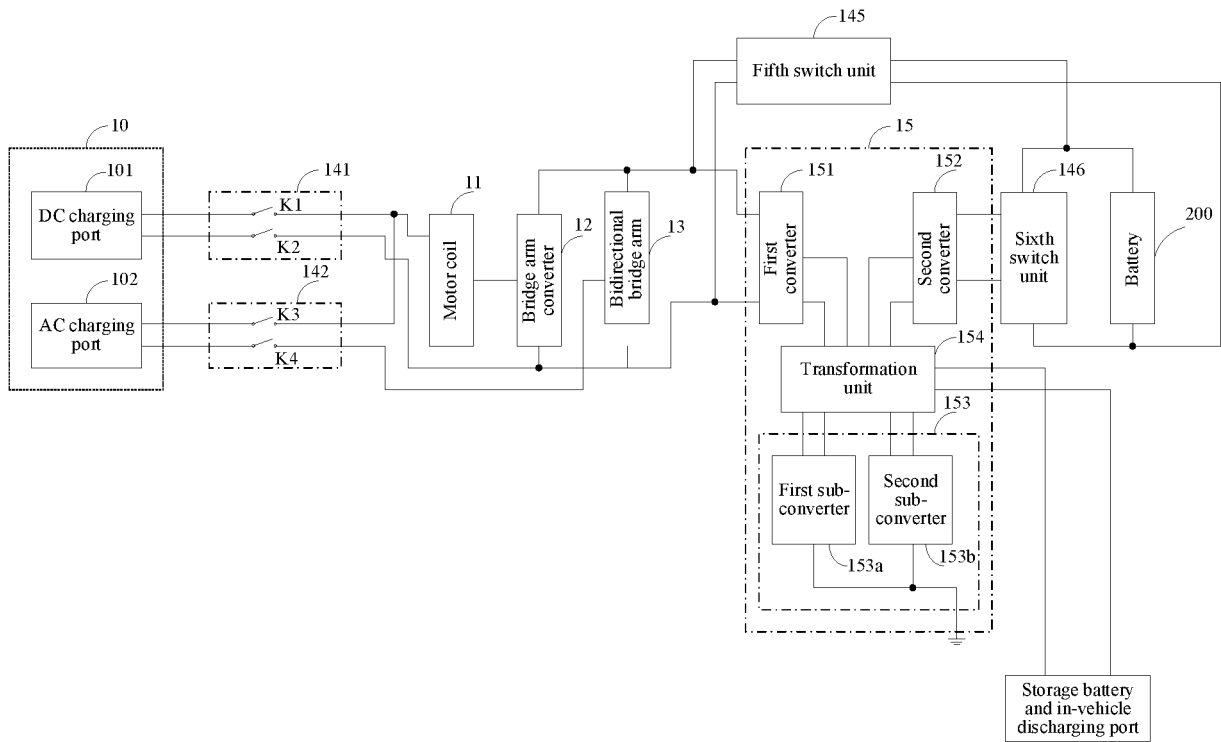 145
Fifth switch unit
10
15
101
DC charging
port
141
K1
K2
11
Motor coil
12
Bridge arm
converter
13
Bidirectional
bridge arm
151
First
converter
152
Second
converter
146
Sixth
switch
unit
200
Battery
102
AC charging
port
142
K3
K4
154
Transformation
unit
153
First sub-
converter
Second
sub-
converter
153a
153b
Storage battery
and in-vehicle
discharging port